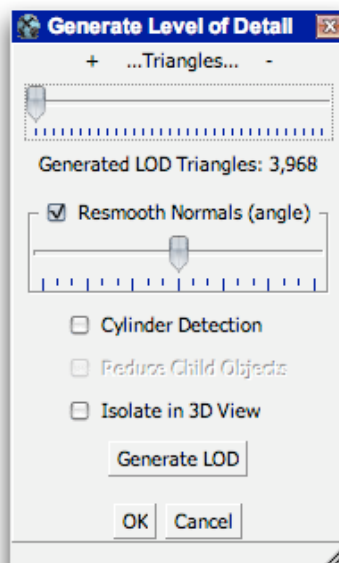 Generate Level of Detail
+ ...Triangles... -
Generated LOD Triangles: 3,968
Resmooth Normals (angle)
Cylinder Detection
Reduce Child Objects
Isolate in 3D View
Generate LOD
OK Cancel